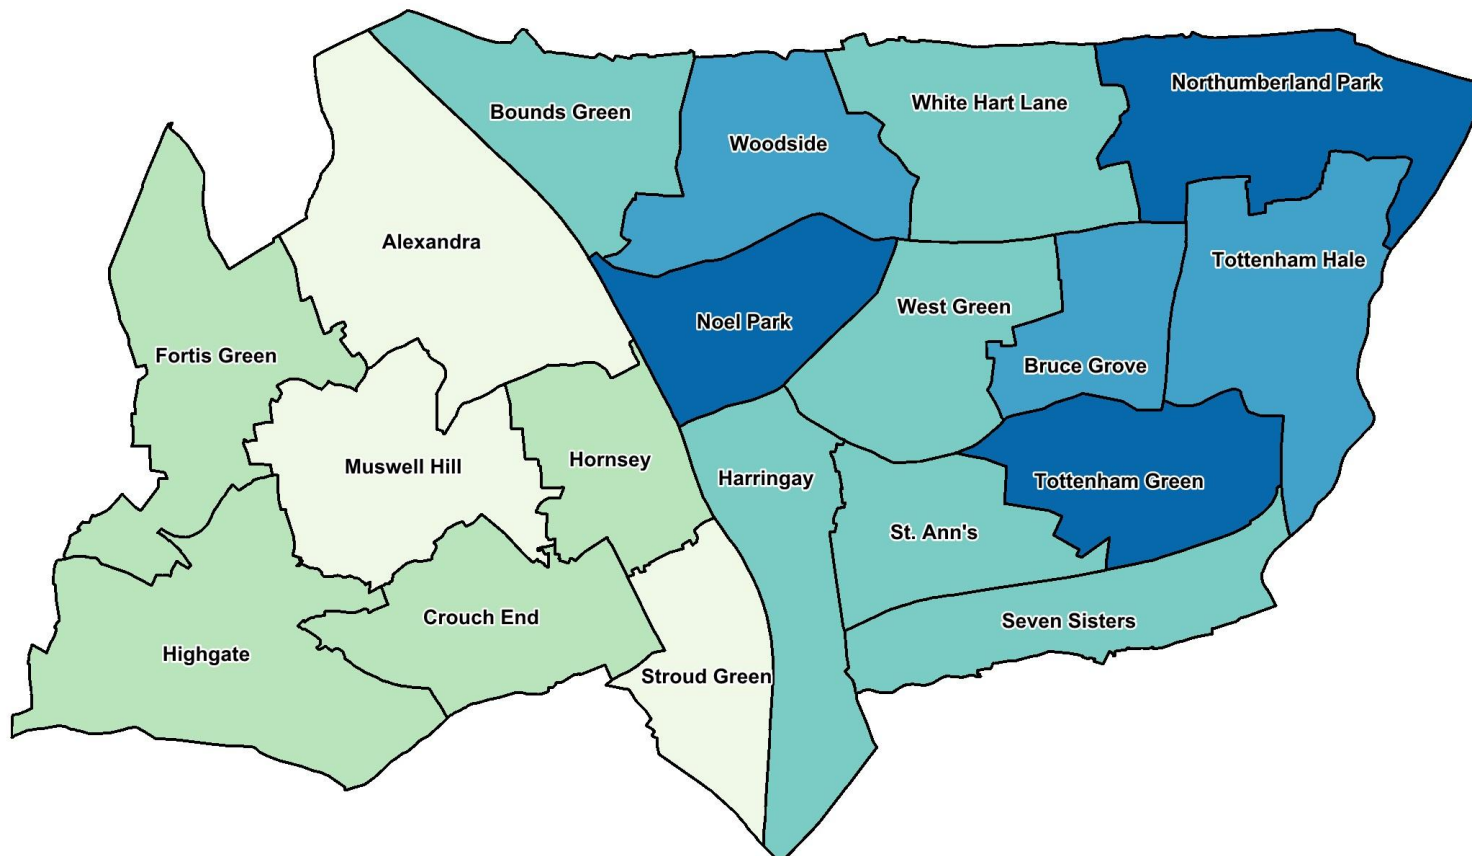 Northumberland Park
White Hart Lane
Bounds Green
Woodside
Alexandra
Tottenham Hale
West Green
Noel Park
Fortis Green
Bruce Grove
Muswell Hill
Hornsey
Harringay
Tottenham Green
St. Ann's
Crouch End
Seven Sisters
Highgate
Stroud Green